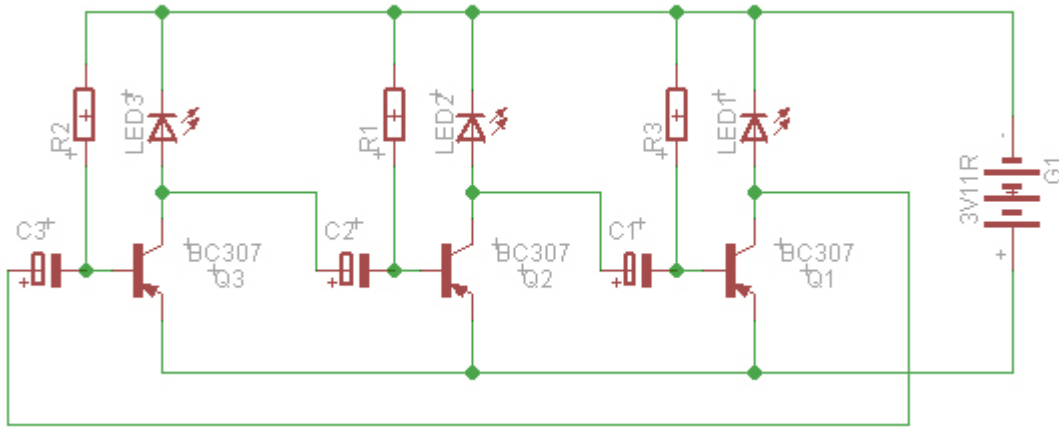 R2
LED3
R1
LED2
R3
LED1
-
3V11R
G1
+
C3
BC307
Q3
C2
BC307
Q2
C1
BC307
Q1